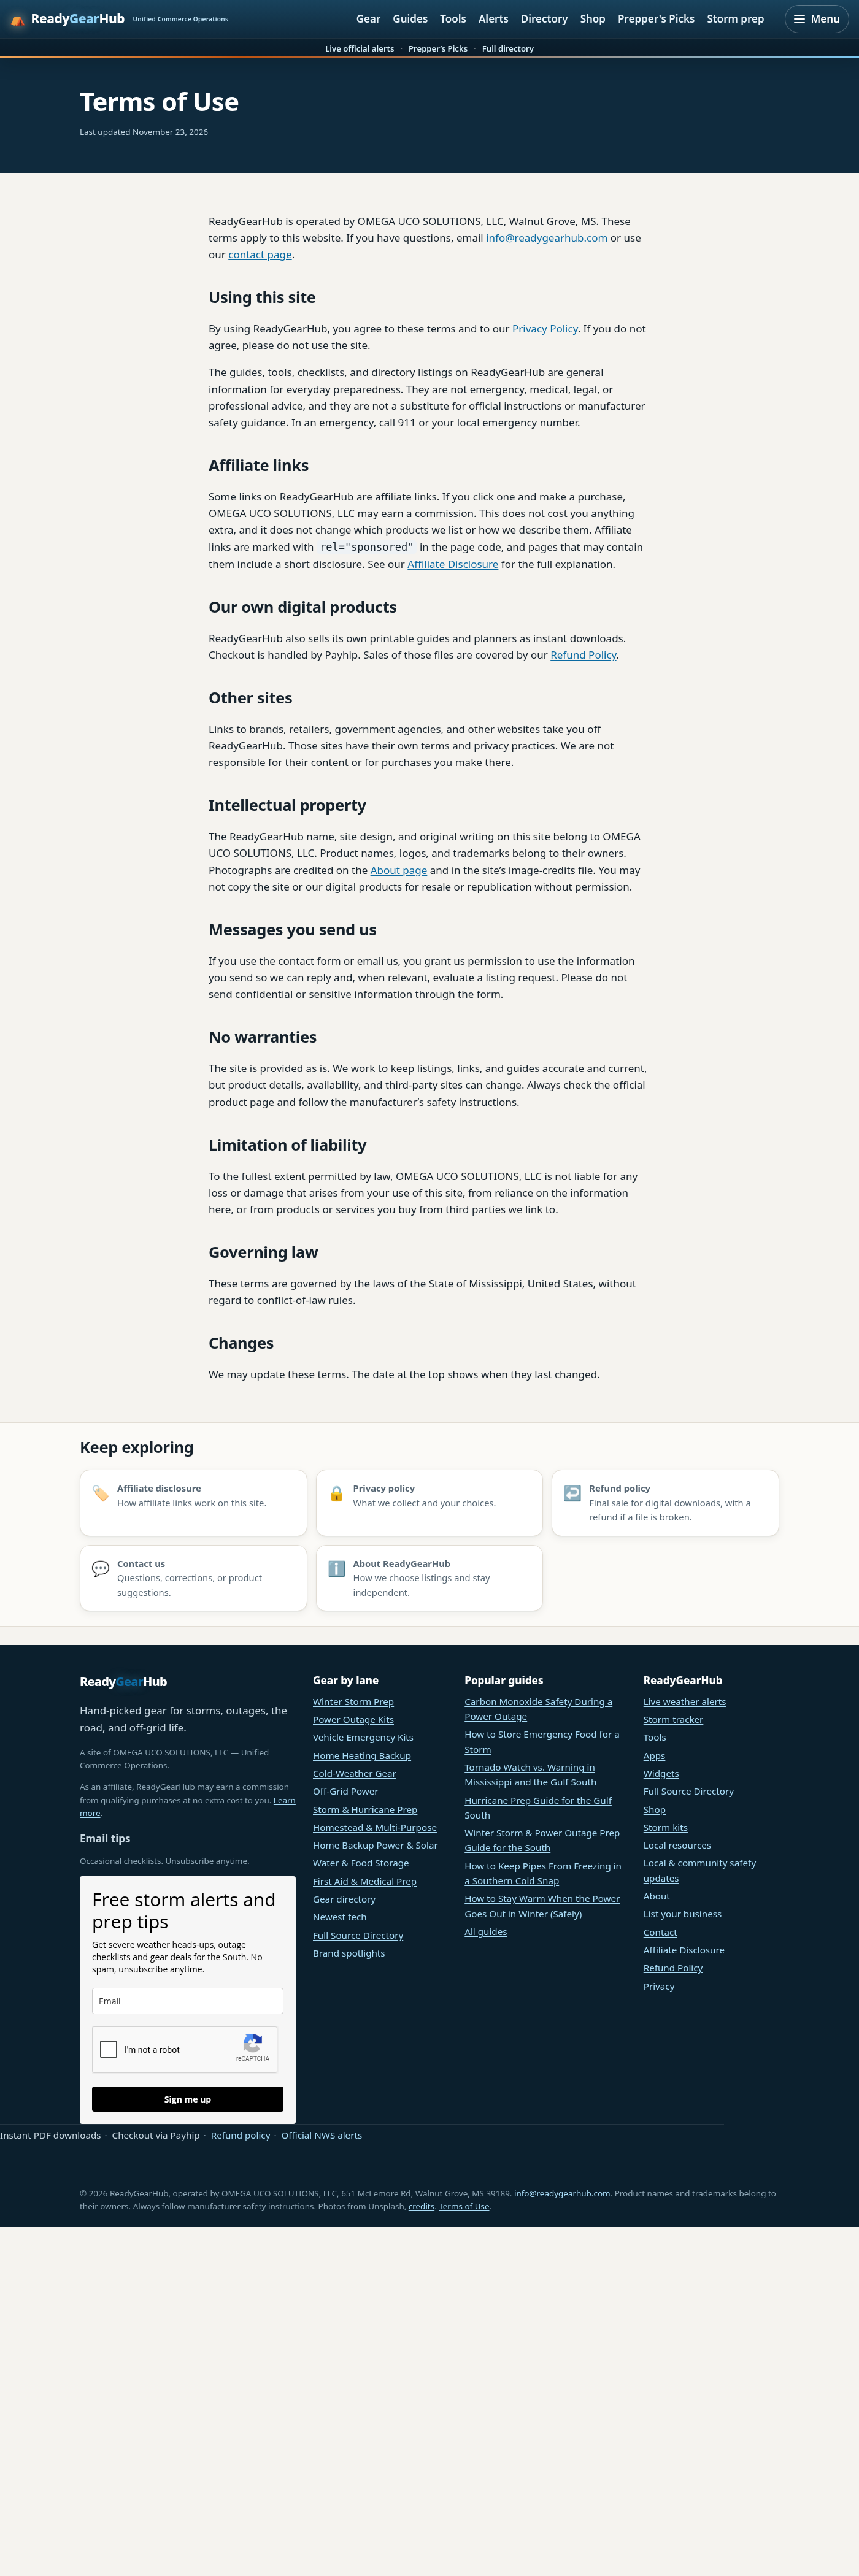 ReadyGearHub | Unified Commerce Operations
Gear Guides Tools Alerts Directory Shop Prepper's Picks Storm prep Menu
Live official alerts · Prepper's Picks · Full directory
Terms of Use
Last updated November 23, 2026
ReadyGearHub is operated by OMEGA UCO SOLUTIONS, LLC, Walnut Grove, MS. These
terms apply to this website. If you have questions, email info@readygearhub.com or use
our contact page.
Using this site
By using ReadyGearHub, you agree to these terms and to our Privacy Policy. If you do not
agree, please do not use the site.
The guides, tools, checklists, and directory listings on ReadyGearHub are general
information for everyday preparedness. They are not emergency, medical, legal, or
professional advice, and they are not a substitute for official instructions or manufacturer
safety guidance. In an emergency, call 911 or your local emergency number.
Affiliate links
Some links on ReadyGearHub are affiliate links. If you click one and make a purchase,
OMEGA UCO SOLUTIONS, LLC may earn a commission. This does not cost you anything
extra, and it does not change which products we list or how we describe them. Affiliate
links are marked with rel="sponsored" in the page code, and pages that may contain
them include a short disclosure. See our Affiliate Disclosure for the full explanation.
Our own digital products
ReadyGearHub also sells its own printable guides and planners as instant downloads.
Checkout is handled by Payhip. Sales of those files are covered by our Refund Policy.
Other sites
Links to brands, retailers, government agencies, and other websites take you off
ReadyGearHub. Those sites have their own terms and privacy practices. We are not
responsible for their content or for purchases you make there.
Intellectual property
The ReadyGearHub name, site design, and original writing on this site belong to OMEGA
UCO SOLUTIONS, LLC. Product names, logos, and trademarks belong to their owners.
Photographs are credited on the About page and in the site's image-credits file. You may
not copy the site or our digital products for resale or republication without permission.
Messages you send us
If you use the contact form or email us, you grant us permission to use the information
you send so we can reply and, when relevant, evaluate a listing request. Please do not
send confidential or sensitive information through the form.
No warranties
The site is provided as is. We work to keep listings, links, and guides accurate and current,
but product details, availability, and third-party sites can change. Always check the official
product page and follow the manufacturer's safety instructions.
Limitation of liability
To the fullest extent permitted by law, OMEGA UCO SOLUTIONS, LLC is not liable for any
loss or damage that arises from your use of this site, from reliance on the information
here, or from products or services you buy from third parties we link to.
Governing law
These terms are governed by the laws of the State of Mississippi, United States, without
regard to conflict-of-law rules.
Changes
We may update these terms. The date at the top shows when they last changed.
Keep exploring
Affiliate disclosure
How affiliate links work on this site.
Privacy policy
What we collect and your choices.
Refund policy
Final sale for digital downloads, with a
refund if a file is broken.
Contact us
Questions, corrections, or product
suggestions.
About ReadyGearHub
How we choose listings and stay
independent.
ReadyGearHub
Hand-picked gear for storms, outages, the
road, and off-grid life.
A site of OMEGA UCO SOLUTIONS, LLC — Unified
Commerce Operations.
As an affiliate, ReadyGearHub may earn a commission
from qualifying purchases at no extra cost to you. Learn
more.
Email tips
Occasional checklists. Unsubscribe anytime.
Free storm alerts and
prep tips
Get severe weather heads-ups, outage
checklists and gear deals for the South. No
spam, unsubscribe anytime.
Email
I'm not a robot
reCAPTCHA
Sign me up
Gear by lane
Winter Storm Prep
Power Outage Kits
Vehicle Emergency Kits
Home Heating Backup
Cold-Weather Gear
Off-Grid Power
Storm & Hurricane Prep
Homestead & Multi-Purpose
Home Backup Power & Solar
Water & Food Storage
First Aid & Medical Prep
Gear directory
Newest tech
Full Source Directory
Brand spotlights
Popular guides
Carbon Monoxide Safety During a
Power Outage
How to Store Emergency Food for a
Storm
Tornado Watch vs. Warning in
Mississippi and the Gulf South
Hurricane Prep Guide for the Gulf
South
Winter Storm & Power Outage Prep
Guide for the South
How to Keep Pipes From Freezing in
a Southern Cold Snap
How to Stay Warm When the Power
Goes Out in Winter (Safely)
All guides
ReadyGearHub
Live weather alerts
Storm tracker
Tools
Apps
Widgets
Full Source Directory
Shop
Storm kits
Local resources
Local & community safety
updates
About
List your business
Contact
Affiliate Disclosure
Refund Policy
Privacy
Instant PDF downloads · Checkout via Payhip · Refund policy · Official NWS alerts
© 2026 ReadyGearHub, operated by OMEGA UCO SOLUTIONS, LLC, 651 McLemore Rd, Walnut Grove, MS 39189. info@readygearhub.com. Product names and trademarks belong to
their owners. Always follow manufacturer safety instructions. Photos from Unsplash, credits. Terms of Use.